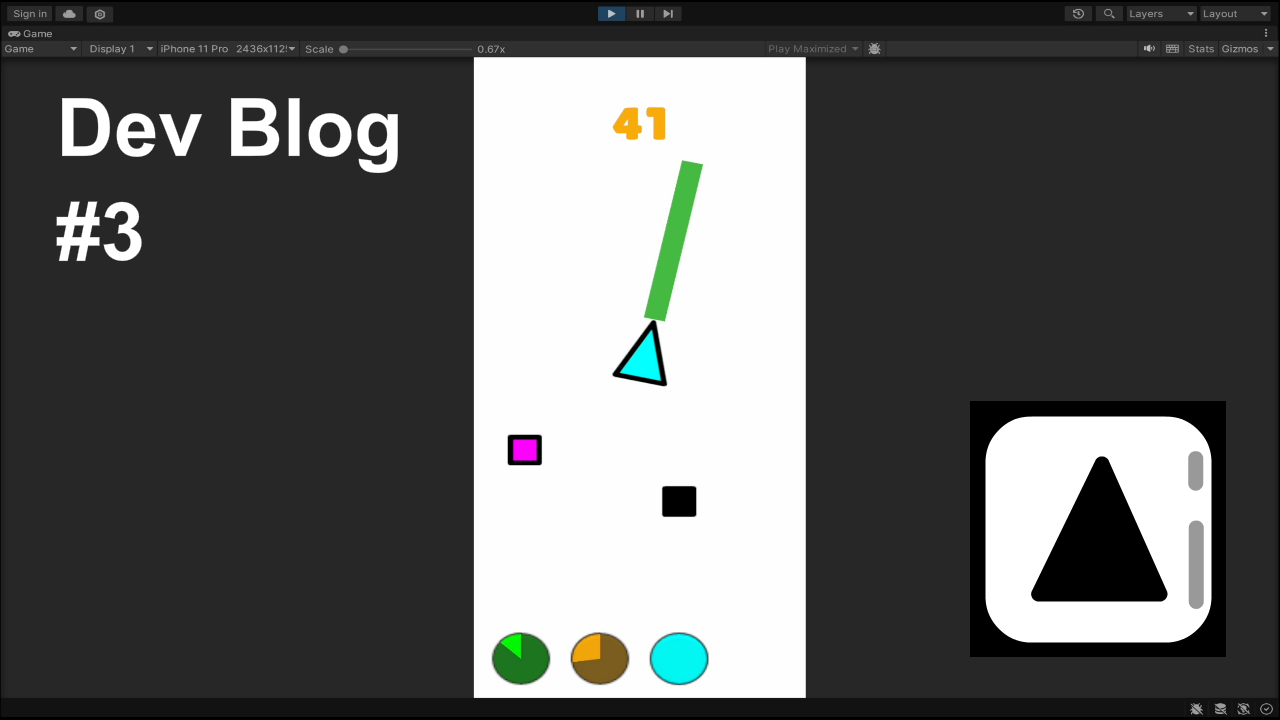 Sign in
Layers
Layout
Game
Game
Display 1
iPhone 11 Pro 2436x112
Scale
0.67x
Play Maximized
Stats
Gizmos
Dev Blog
#3
41